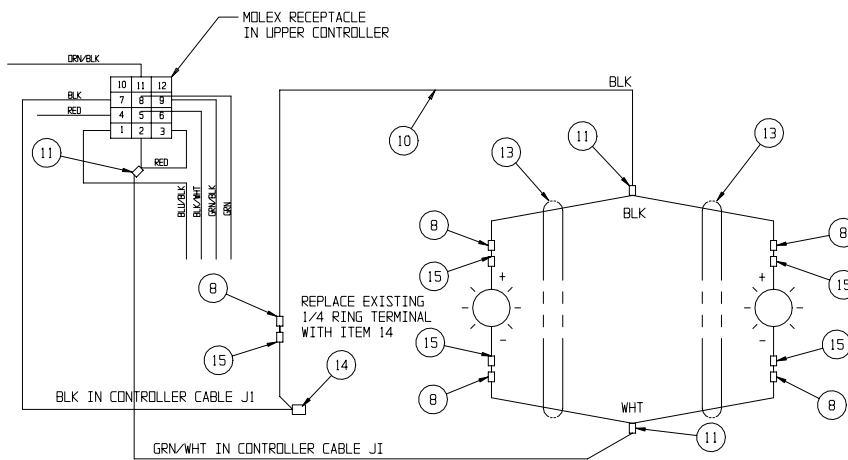 MOLEX RECEPTACLE
IN UPPER CONTROLLER
ORN/BLK
10 11 12
BLK
7 8 9
RED
4 5 6
1 2 3
11
RED
BLU/BLK
BLK/WHT
GRN/BLK
GRN
BLK
10
11
13
13
BLK
8
8
15
15
+
+
8
REPLACE EXISTING
1/4 RING TERMINAL
WITH ITEM 14
-
-
15
15
15
14
8
8
BLK IN CONTROLLER CABLE J1
WHT
11
GRN/WHT IN CONTROLLER CABLE JI